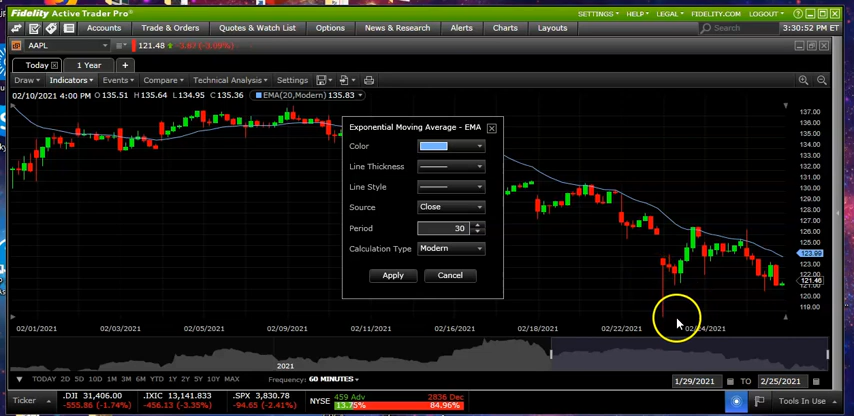 Fidelity Active Trader Pro®
SETTINGS HELP LEGAL FIDELITY.COM LOGOUT
Accounts Trade & Orders Quotes & Watch List Options News & Research Alerts Charts Layouts Search 3:30:52 PM ET
AAPL 121.48 -3.87 (-3.09%)
Today 1 Year +
Draw Indicators Events Compare Technical Analysis Settings
02/10/2021 4:00 PM O 135.51 H 135.64 L 134.95 C 135.36 EMA(20,Modern) 135.83
Exponential Moving Average - EMA
Color
Line Thickness
Line Style
Source Close
Period 30
Calculation Type Modern
Apply Cancel
137.00
136.00
135.00
134.00
133.00
132.00
131.00
130.00
129.00
128.00
127.00
126.00
125.00
123.99
123.00
122.00
121.48
121.00
120.00
119.00
02/01/2021 02/03/2021 02/05/2021 02/09/2021 02/11/2021 02/16/2021 02/18/2021 02/22/2021 02/24/2021
2021
TODAY 2D 5D 10D 1M 3M 6M YTD 1Y 2Y 5Y 10Y MAX Frequency: 60 MINUTES 1/29/2021 TO 2/25/2021
Ticker .DJI 31,406.00 .IXIC 13,141.833 .SPX 3,830.78 NYSE 459 Adv 2836 Dec Tools In Use
-555.86 (-1.74%) -456.13 (-3.35%) -94.65 (-2.41%) 13.75% 84.96%